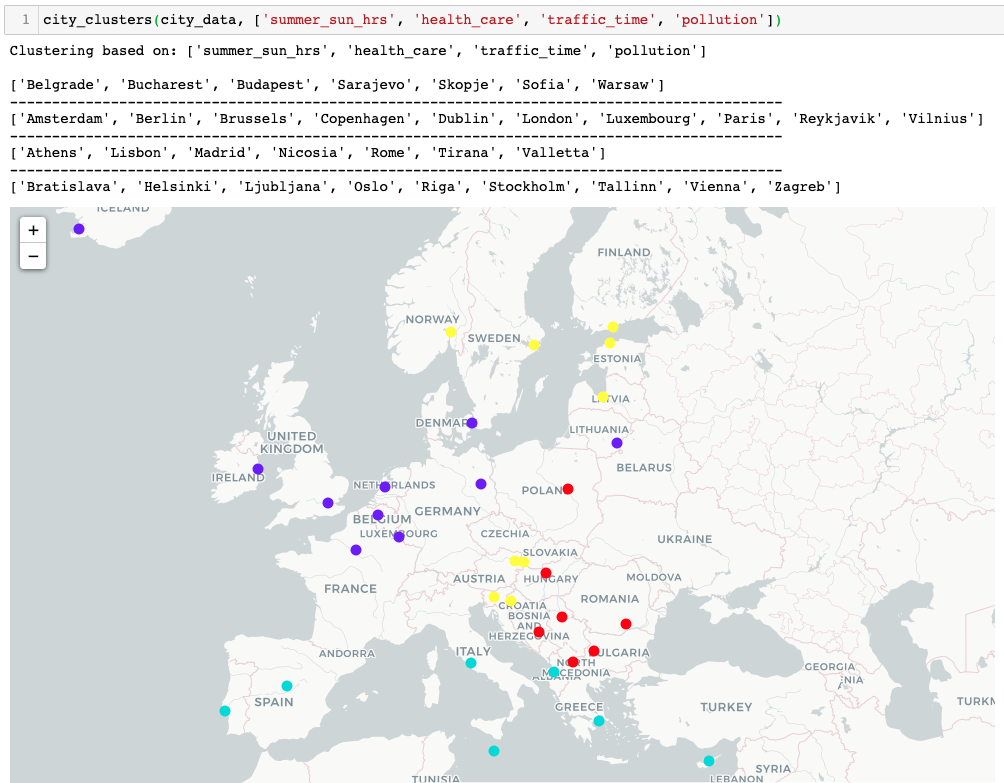 1 city_clusters(city_data, ['summer_sun_hrs', 'health_care', 'traffic_time', 'pollution'])
Clustering based on: ['summer_sun_hrs', 'health_care', 'traffic_time', 'pollution']
['Belgrade', 'Bucharest', 'Budapest', 'Sarajevo', 'Skopje', 'Sofia', 'Warsaw']
['Amsterdam', 'Berlin', 'Brussels', 'Copenhagen', 'Dublin', 'London', 'Luxembourg', 'Paris', 'Reykjavik', 'Vilnius']
['Athens', 'Lisbon', 'Madrid', 'Nicosia', 'Rome', 'Tirana', 'Valletta']
['Bratislava', 'Helsinki', 'Ljubljana', 'Oslo', 'Riga', 'Stockholm', 'Tallinn', 'Vienna', 'Zagreb']
ICELAND
+
−
FINLAND
NORWAY
SWEDEN
ESTONIA
LATVIA
DENMARK
LITHUANIA
UNITED
KINGDOM
BELARUS
IRELAND
NETHERLANDS
POLAND
GERMANY
BELGIUM
LUXEMBOURG
CZECHIA
UKRAINE
SLOVAKIA
AUSTRIA
HUNGARY
MOLDOVA
FRANCE
ROMANIA
CROATIA
BOSNIA
AND
HERZEGOVINA
ANDORRA
ITALY
BULGARIA
NORTH
MACEDONIA
ALBANIA
GEORGIA
SPAIN
GREECE
TURKEY
SYRIA
TUNISIA
LEBANON